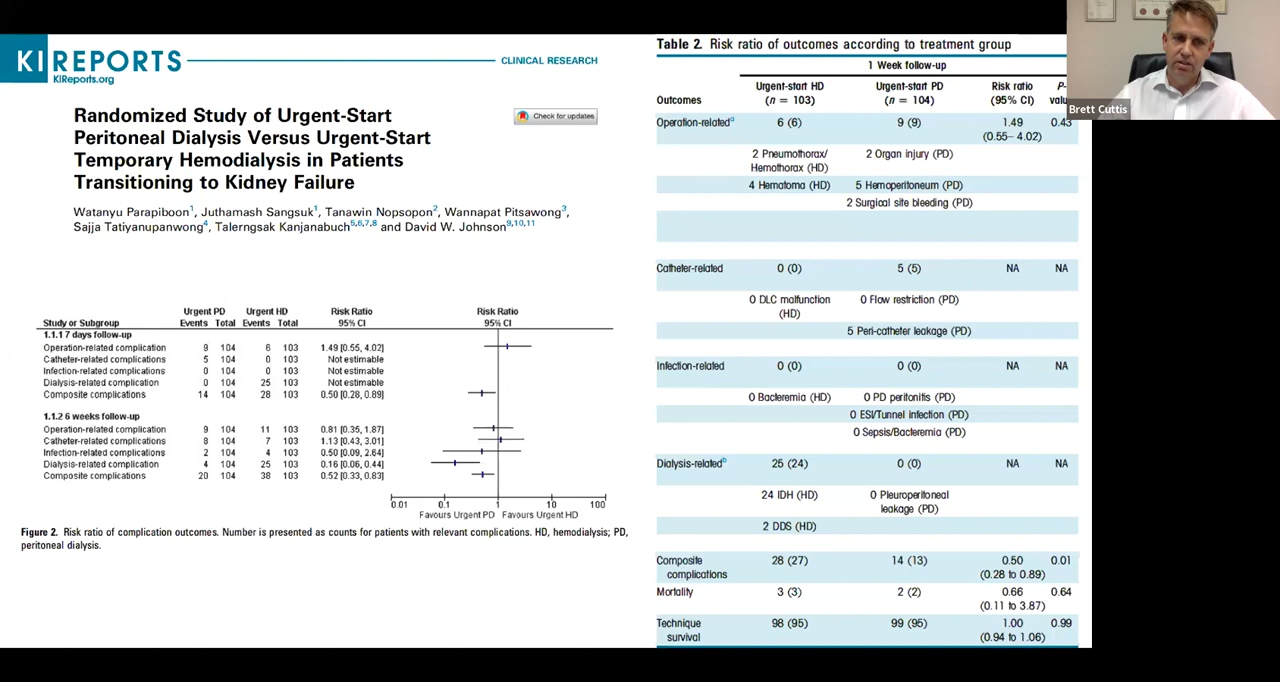 KI REPORTS
KIReports.org
CLINICAL RESEARCH
Randomized Study of Urgent-Start
Peritoneal Dialysis Versus Urgent-Start
Temporary Hemodialysis in Patients
Transitioning to Kidney Failure
Check for updates
Watanyu Parapiboon1, Juthamash Sangsuk1, Tanawin Nopsopon2, Wannapat Pitsawong3,
Sajja Tatiyanupanwong4, Talerngsak Kanjanabuch5,6,7,8 and David W. Johnson9,10,11
Urgent PD Urgent HD Risk Ratio Risk Ratio
Study or Subgroup Events Total Events Total 95% CI 95% CI
1.1.1 7 days follow-up
Operation-related complication 9 104 6 103 1.49 [0.55, 4.02]
Catheter-related complications 5 104 0 103 Not estimable
Infection-related complications 0 104 0 103 Not estimable
Dialysis-related complication 0 104 25 103 Not estimable
Composite complications 14 104 28 103 0.50 [0.28, 0.89]
1.1.2 6 weeks follow-up
Operation-related complication 9 104 11 103 0.81 [0.35, 1.87]
Catheter-related complications 8 104 7 103 1.13 [0.43, 3.01]
Infection-related complications 2 104 4 103 0.50 [0.09, 2.64]
Dialysis-related complication 4 104 25 103 0.16 [0.06, 0.44]
Composite complications 20 104 38 103 0.52 [0.33, 0.83]
0.01 0.1 1 10 100
Favours Urgent PD Favours Urgent HD
Figure 2. Risk ratio of complication outcomes. Number is presented as counts for patients with relevant complications. HD, hemodialysis; PD,
peritoneal dialysis.
Table 2. Risk ratio of outcomes according to treatment group
1 Week follow-up
Urgent-start HD Urgent-start PD Risk ratio P-
Outcomes (n = 103) (n = 104) (95% CI) valu
Operation-relateda 6 (6) 9 (9) 1.49 0.43
(0.55– 4.02)
2 Pneumothorax/ 2 Organ injury (PD)
Hemothorax (HD)
4 Hematoma (HD) 5 Hemoperitoneum (PD)
2 Surgical site bleeding (PD)
Catheter-related 0 (0) 5 (5) NA NA
0 DLC malfunction 0 Flow restriction (PD)
(HD)
5 Peri-catheter leakage (PD)
Infection-related 0 (0) 0 (0) NA NA
0 Bacteremia (HD) 0 PD peritonitis (PD)
0 ESI/Tunnel infection (PD)
0 Sepsis/Bacteremia (PD)
Dialysis-relatedb 25 (24) 0 (0) NA NA
24 IDH (HD) 0 Pleuroperitoneal
leakage (PD)
2 DDS (HD)
Composite 28 (27) 14 (13) 0.50 0.01
complications (0.28 to 0.89)
Mortality 3 (3) 2 (2) 0.66 0.64
(0.11 to 3.87)
Technique 98 (95) 99 (95) 1.00 0.99
survival (0.94 to 1.06)
Brett Cuttis